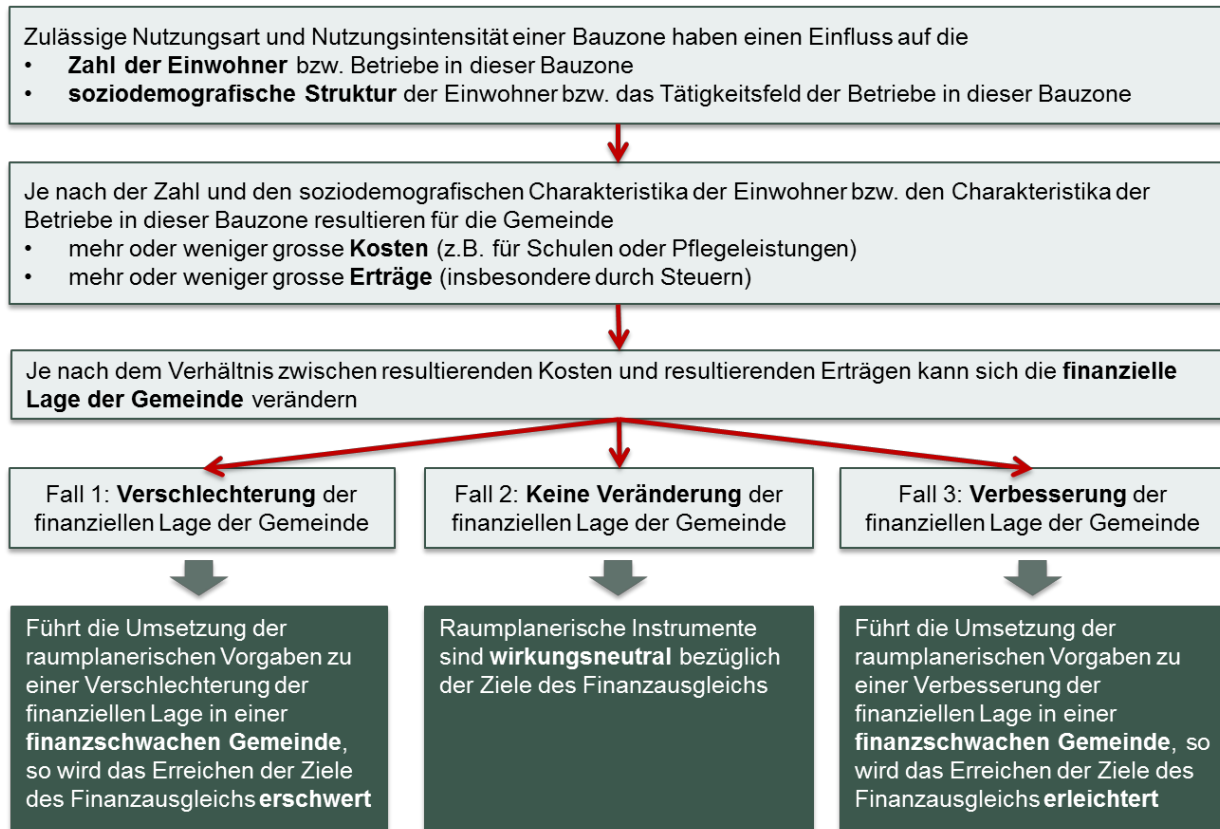 Zulässige Nutzungsart und Nutzungsintensität einer Bauzone haben einen Einfluss auf die
• Zahl der Einwohner bzw. Betriebe in dieser Bauzone
• soziodemografische Struktur der Einwohner bzw. das Tätigkeitsfeld der Betriebe in dieser Bauzone
Je nach der Zahl und den soziodemografischen Charakteristika der Einwohner bzw. den Charakteristika der
Betriebe in dieser Bauzone resultieren für die Gemeinde
• mehr oder weniger grosse Kosten (z.B. für Schulen oder Pflegeleistungen)
• mehr oder weniger grosse Erträge (insbesondere durch Steuern)
Je nach dem Verhältnis zwischen resultierenden Kosten und resultierenden Erträgen kann sich die finanzielle
Lage der Gemeinde verändern
Fall 1: Verschlechterung der
finanziellen Lage der Gemeinde
Fall 2: Keine Veränderung der
finanziellen Lage der Gemeinde
Fall 3: Verbesserung der
finanziellen Lage der Gemeinde
Führt die Umsetzung der
raumplanerischen Vorgaben zu
einer Verschlechterung der
finanziellen Lage in einer
finanzschwachen Gemeinde,
so wird das Erreichen der Ziele
des Finanzausgleichs erschwert
Raumplanerische Instrumente
sind wirkungsneutral bezüglich
der Ziele des Finanzausgleichs
Führt die Umsetzung der
raumplanerischen Vorgaben zu
einer Verbesserung der
finanziellen Lage in einer
finanzschwachen Gemeinde, so
wird das Erreichen der Ziele des
Finanzausgleichs erleichtert